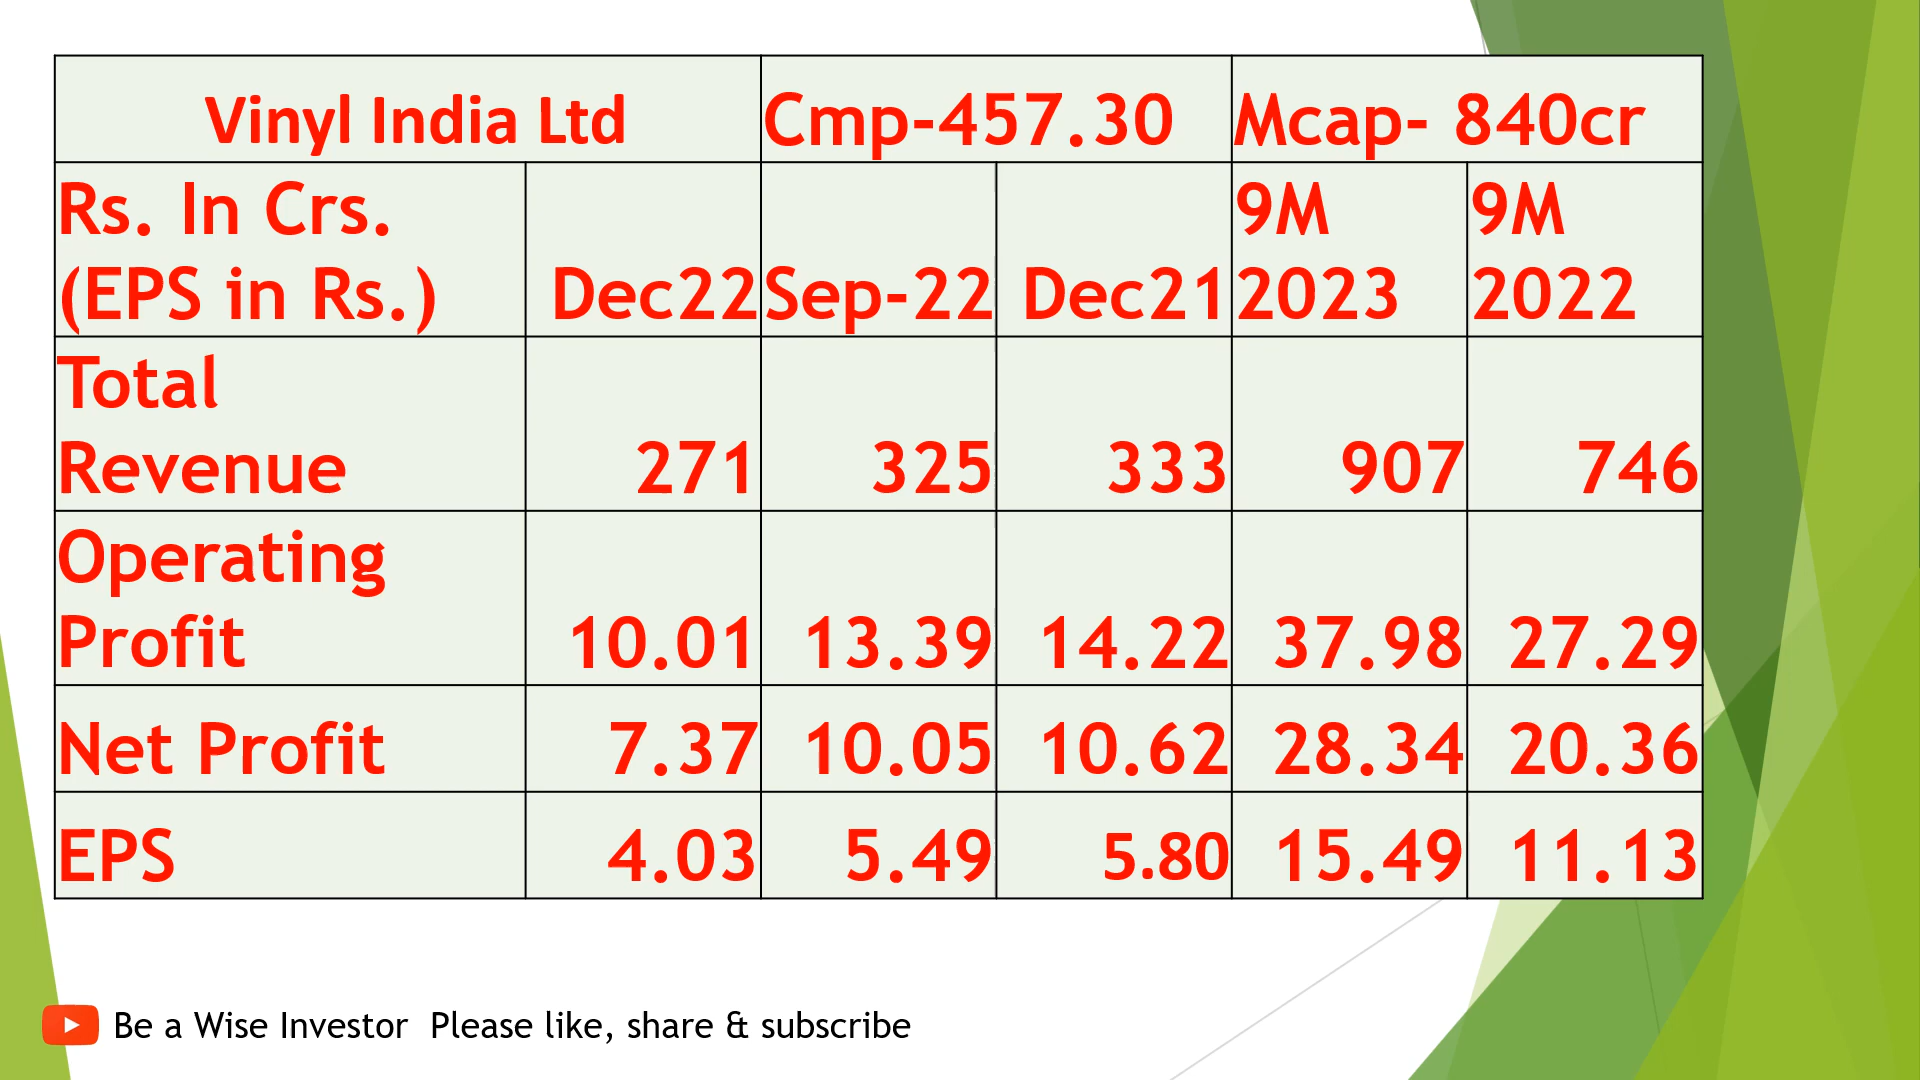 Vinyl India Ltd Cmp-457.30 Mcap- 840cr
Rs. In Crs. 9M 9M
(EPS in Rs.) Dec22 Sep-22 Dec21 2023 2022
Total
Revenue 271 325 333 907 746
Operating
Profit 10.01 13.39 14.22 37.98 27.29
Net Profit 7.37 10.05 10.62 28.34 20.36
EPS 4.03 5.49 5.80 15.49 11.13
Be a Wise Investor Please like, share & subscribe